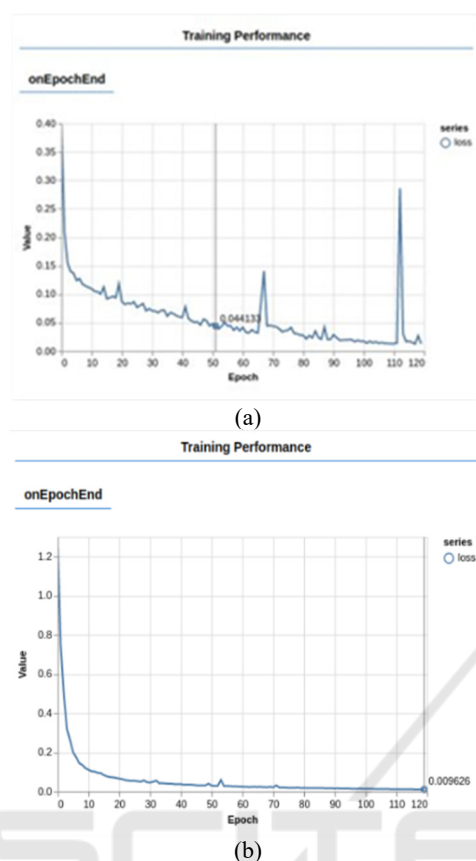 Training Performance
onEpochEnd
series
loss
Value
0.40
0.35
0.30
0.25
0.20
0.15
0.10
0.05
0.00
0.044133
0 10 20 30 40 50 60 70 80 90 100 110 120
Epoch
(a)
Training Performance
onEpochEnd
series
loss
Value
1.2
1.0
0.8
0.6
0.4
0.2
0.0
0.009626
0 10 20 30 40 50 60 70 80 90 100 110 120
Epoch
(b)